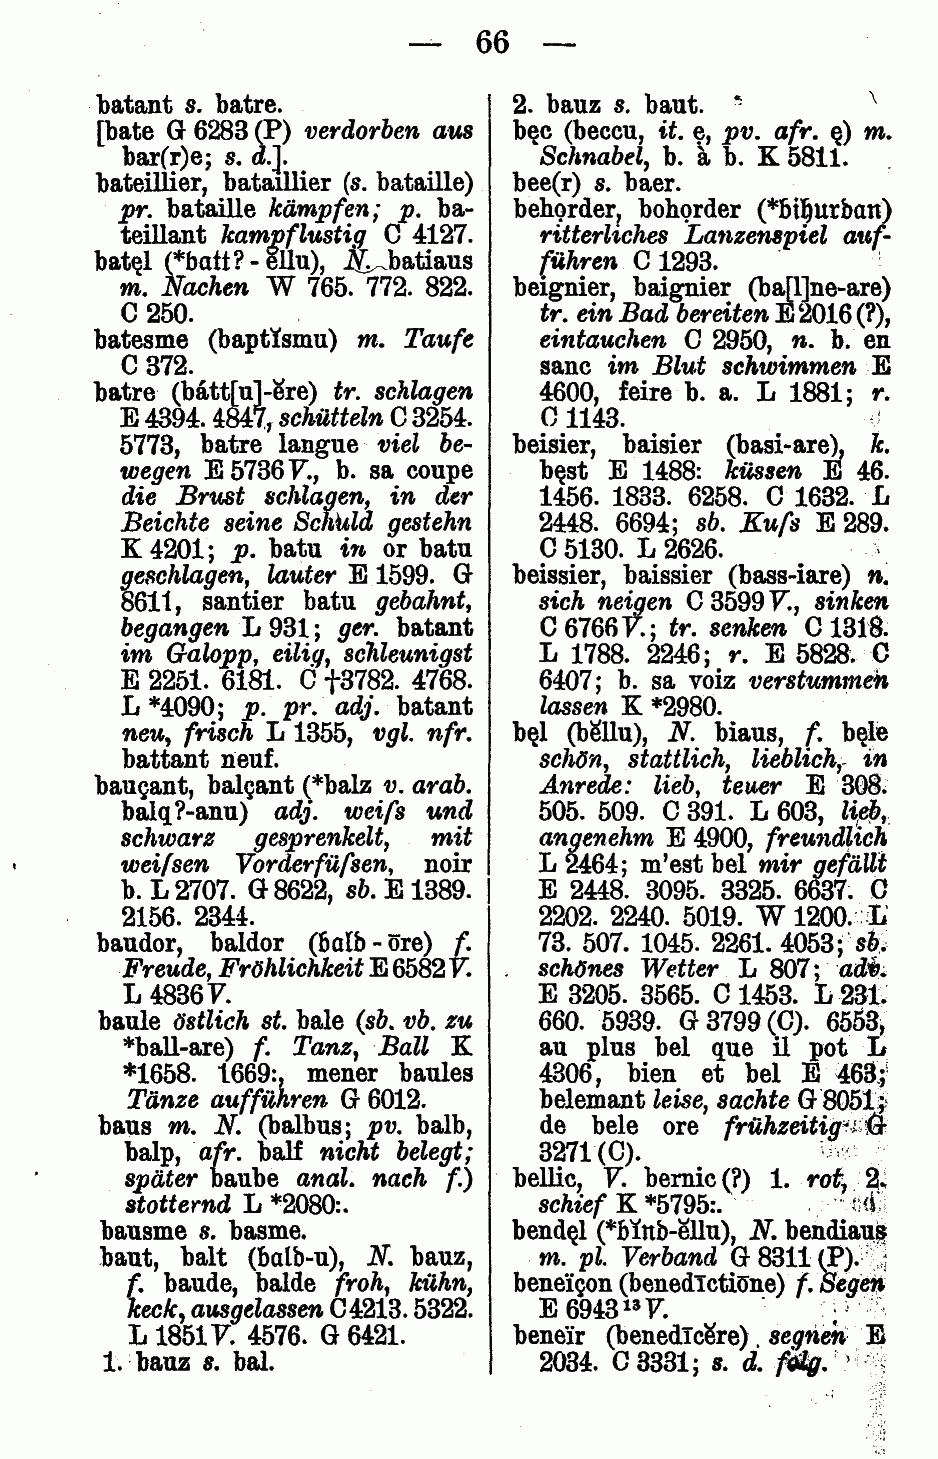 — 66 —
batant s. batre.
[bate G 6283 (P) verdorben aus
bar(r)e; s. d.].
bateillier, bataillier (s. bataille)
pr. bataille kämpfen; p. ba-
teillant kampflustig C 4127.
batęl (*batt? - ĕllu), N. batiaus
m. Nachen W 765. 772. 822.
C 250.
batesme (baptĭsmu) m. Taufe
C 372.
batre (bátt[u]-ĕre) tr. schlagen
E 4394. 4847, schütteln C 3254.
5773, batre langue viel be-
wegen E 5736 V., b. sa coupe
die Brust schlagen, in der
Beichte seine Schuld gestehn
K 4201; p. batu in or batu
geschlagen, lauter E 1599. G
8611, santier batu gebahnt,
begangen L 931; ger. batant
im Galopp, eilig, schleunigst
E 2251. 6181. C †3782. 4768.
L *4090; p. pr. adj. batant
neu, frisch L 1355, vgl. nfr.
battant neuf.
bauçant, balçant (*balz v. arab.
balq?-anu) adj. weiſs und
schwarz gesprenkelt, mit
weiſsen Vorderfüſsen, noir
b. L 2707. G 8622, sb. E 1389.
2156. 2344.
baudor, baldor (bald - ōre) f.
Freude, Fröhlichkeit E 6582 V.
L 4836 V.
baule östlich st. bale (sb. vb. zu
*ball-are) f. Tanz, Ball K
*1658. 1669:, mener baules
Tänze aufführen G 6012.
baus m. N. (balbus; pv. balb,
balp, afr. balf nicht belegt;
später baube anal. nach f.)
stotternd L *2080:.
bausme s. basme.
baut, balt (bald-u), N. bauz,
f. baude, balde froh, kühn,
keck, ausgelassen C 4213. 5322.
L 1851 V. 4576. G 6421.
1. bauz s. bal.
2. bauz s. baut.
bęc (beccu, it. ę, pv. afr. ę) m.
Schnabel, b. à b. K 5811.
bee(r) s. baer.
behǫrder, bohǫrder (*bihurdan)
ritterliches Lanzenspiel auf-
führen C 1293.
beignier, baignier (ba[l]ne-are)
tr. ein Bad bereiten E 2016 (?),
eintauchen C 2950, n. b. en
sanc im Blut schwimmen E
4600, feire b. a. L 1881; r.
C 1143.
beisier, baisier (basi-are), k.
bęst E 1488: küssen E 46.
1456. 1833. 6258. C 1632. L
2448. 6694; sb. Kuſs E 289.
C 5130. L 2626.
beissier, baissier (bass-iare) n.
sich neigen C 3599 V., sinken
C 6766 V.; tr. senken C 1318.
L 1788. 2246; r. E 5828. C
6407; b. sa voiz verstummen
lassen K *2980.
bęl (bĕllu), N. biaus, f. bęle
schön, stattlich, lieblich, in
Anrede: lieb, teuer E 308.
505. 509. C 391. L 603, lieb,
angenehm E 4900, freundlich
L 2464; m'est bel mir gefällt
E 2448. 3095. 3325. 6637. C
2202. 2240. 5019. W 1200. L
73. 507. 1045. 2261. 4053; sb.
schönes Wetter L 807; adv.
E 3205. 3565. C 1453. L 231.
660. 5939. G 3799 (C). 6553,
au plus bel que il pot L
4306, bien et bel E 463;
belemant leise, sachte G 8051;
de bele ore frühzeitig G
3271 (C).
bellic, V. bernic (?) 1. rot, 2.
schief K *5795:.
bendęl (*bĭnd-ĕllu), N. bendiaus
m. pl. Verband G 8311 (P).
beneïçon (benedīctiōne) f. Segen
E 6943 ¹³ V.
beneïr (benedīcĕre) segnen E
2034. C 3331; s. d. folg.